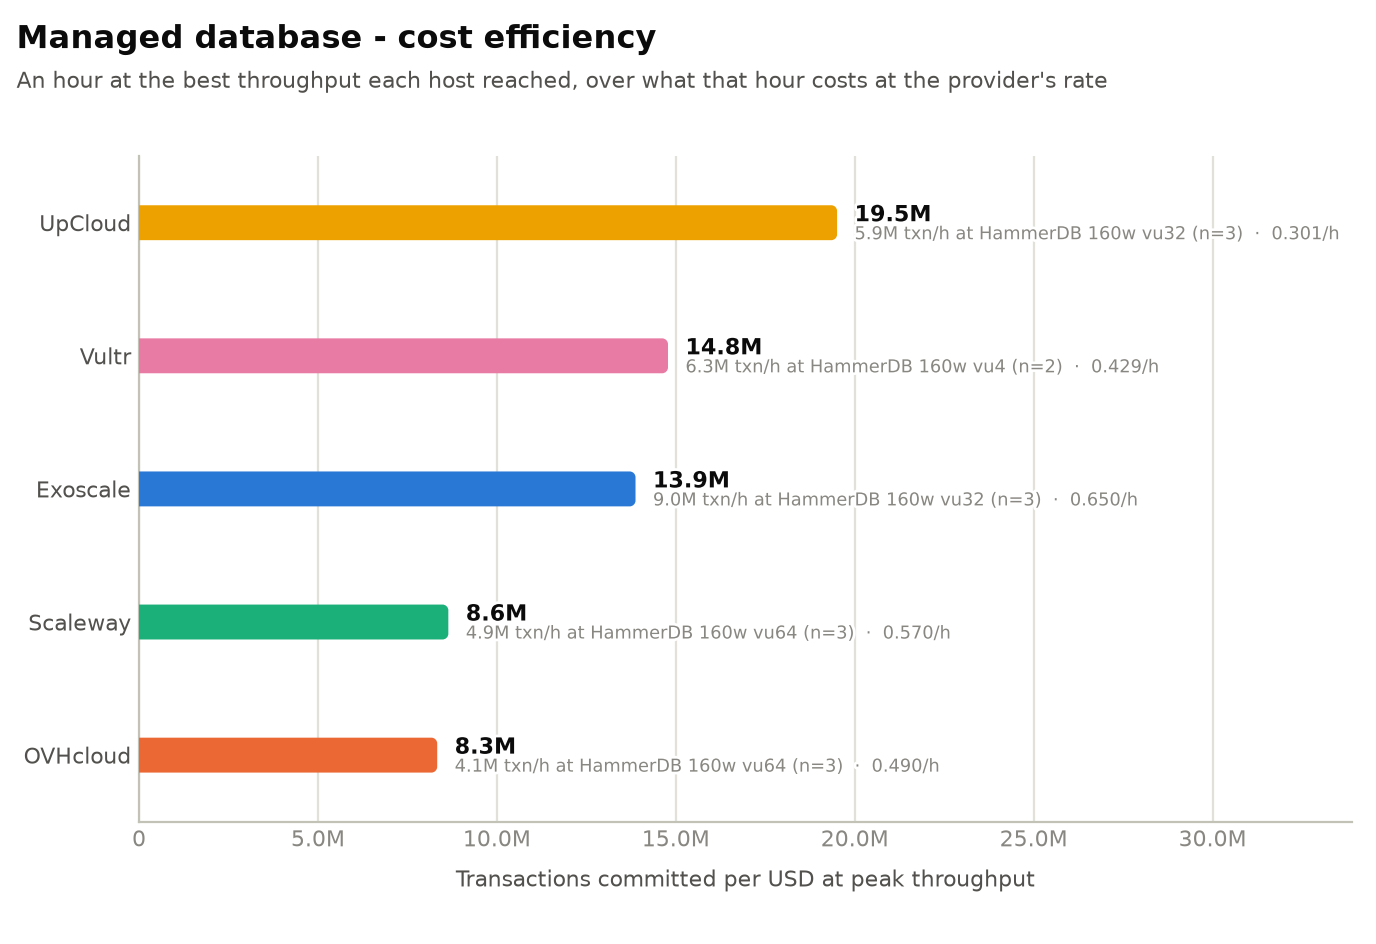 Managed database - cost efficiency
An hour at the best throughput each host reached, over what that hour costs at the provider's rate
UpCloud
19.5M
5.9M txn/h at HammerDB 160w vu32 (n=3) · 0.301/h
Vultr
14.8M
6.3M txn/h at HammerDB 160w vu4 (n=2) · 0.429/h
Exoscale
13.9M
9.0M txn/h at HammerDB 160w vu32 (n=3) · 0.650/h
Scaleway
8.6M
4.9M txn/h at HammerDB 160w vu64 (n=3) · 0.570/h
OVHcloud
8.3M
4.1M txn/h at HammerDB 160w vu64 (n=3) · 0.490/h
0 5.0M 10.0M 15.0M 20.0M 25.0M 30.0M
Transactions committed per USD at peak throughput